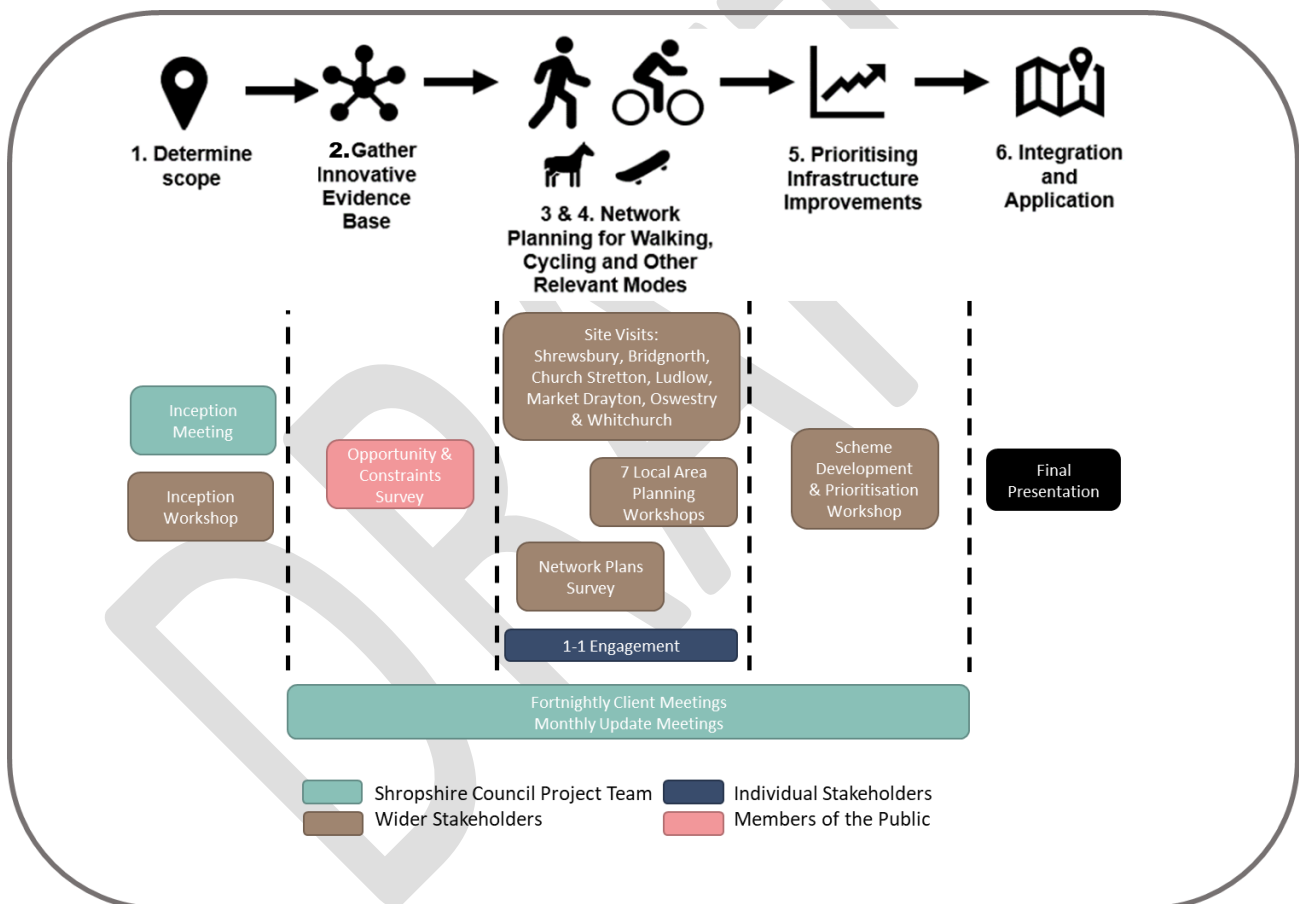 1. Determine
scope
2.Gather
Innovative
Evidence
Base
3 & 4. Network
Planning for Walking,
Cycling and Other
Relevant Modes
5. Prioritising
Infrastructure
Improvements
6. Integration
and
Application
Inception
Meeting
Inception
Workshop
Opportunity &
Constraints
Survey
Site Visits:
Shrewsbury, Bridgnorth,
Church Stretton, Ludlow,
Market Drayton, Oswestry
& Whitchurch
7 Local Area
Planning
Workshops
Network Plans
Survey
1-1 Engagement
Scheme
Development
& Prioritisation
Workshop
Final
Presentation
Fortnightly Client Meetings
Monthly Update Meetings
Shropshire Council Project Team
Individual Stakeholders
Wider Stakeholders
Members of the Public
DRAF